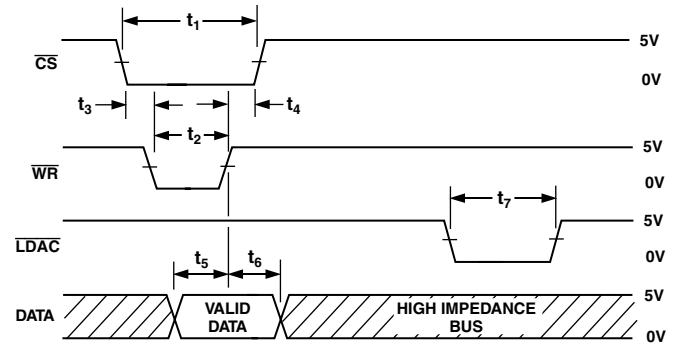 t1
5V
CS
0V
t3
t4
t2
5V
WR
0V
t7
5V
LDAC
0V
t5
t6
5V
DATA
VALID
DATA
HIGH IMPEDANCE
BUS
0V